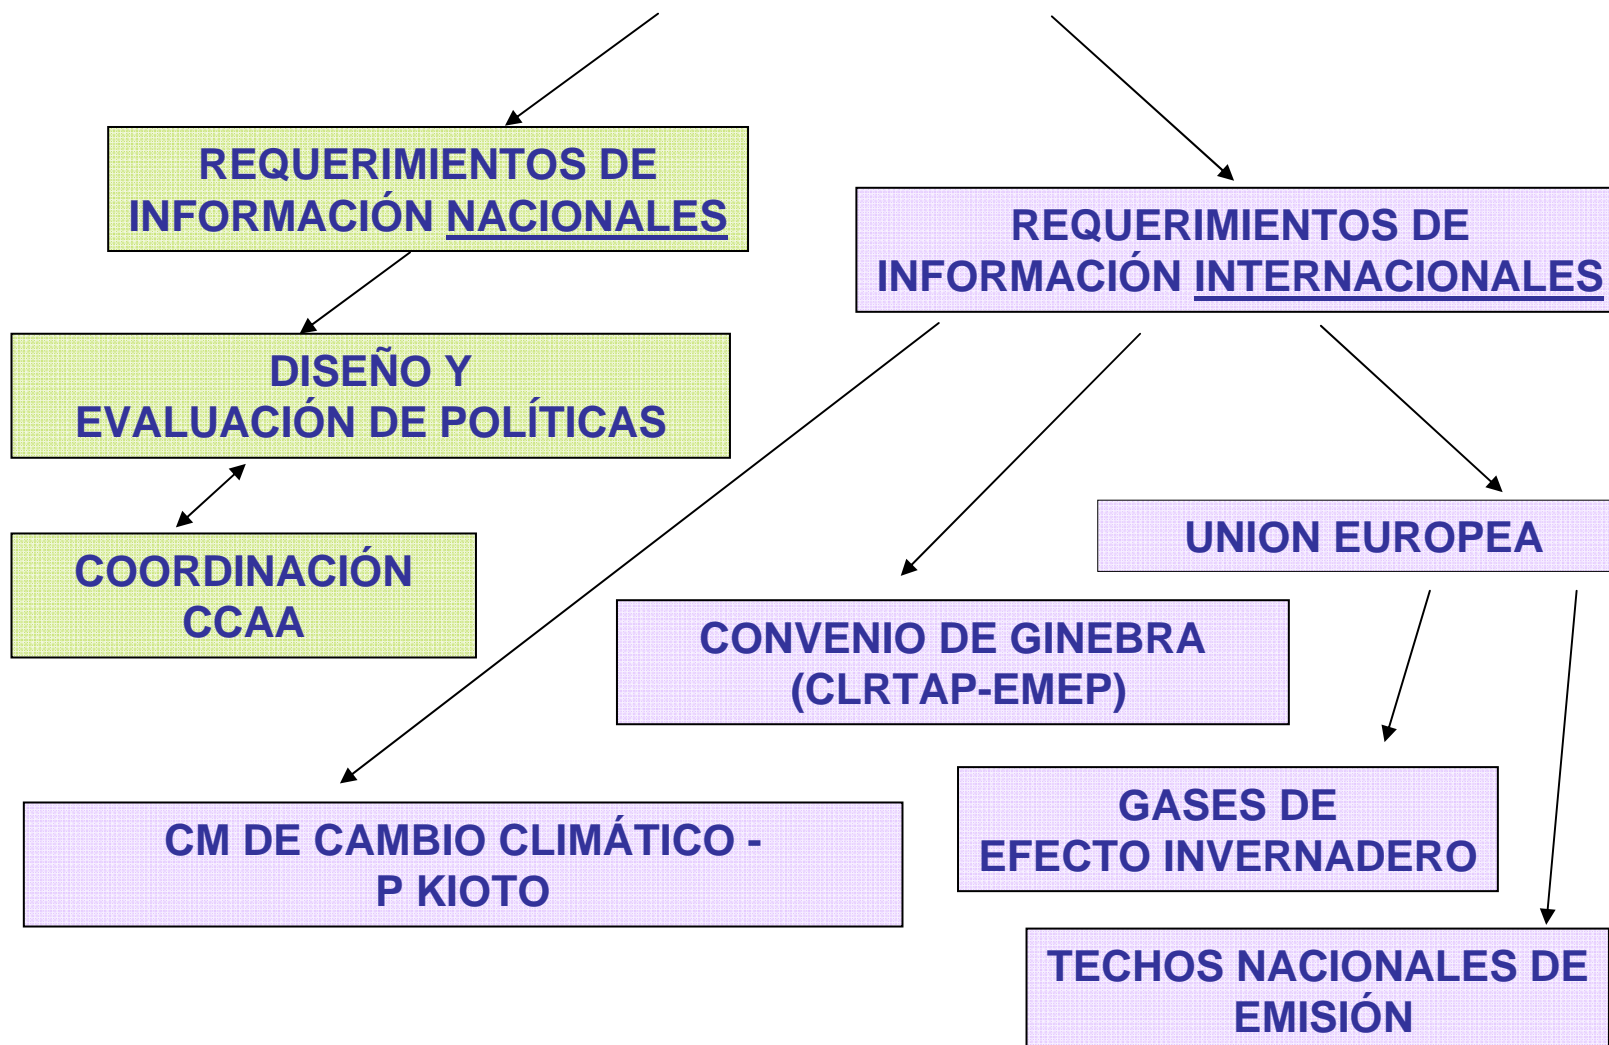 REQUERIMIENTOS DE
INFORMACIÓN NACIONALES
REQUERIMIENTOS DE
INFORMACIÓN INTERNACIONALES
DISEÑO Y
EVALUACIÓN DE POLÍTICAS
UNION EUROPEA
COORDINACIÓN
CCAA
CONVENIO DE GINEBRA
(CLRTAP-EMEP)
GASES DE
EFECTO INVERNADERO
CM DE CAMBIO CLIMÁTICO -
P KIOTO
TECHOS NACIONALES DE
EMISIÓN